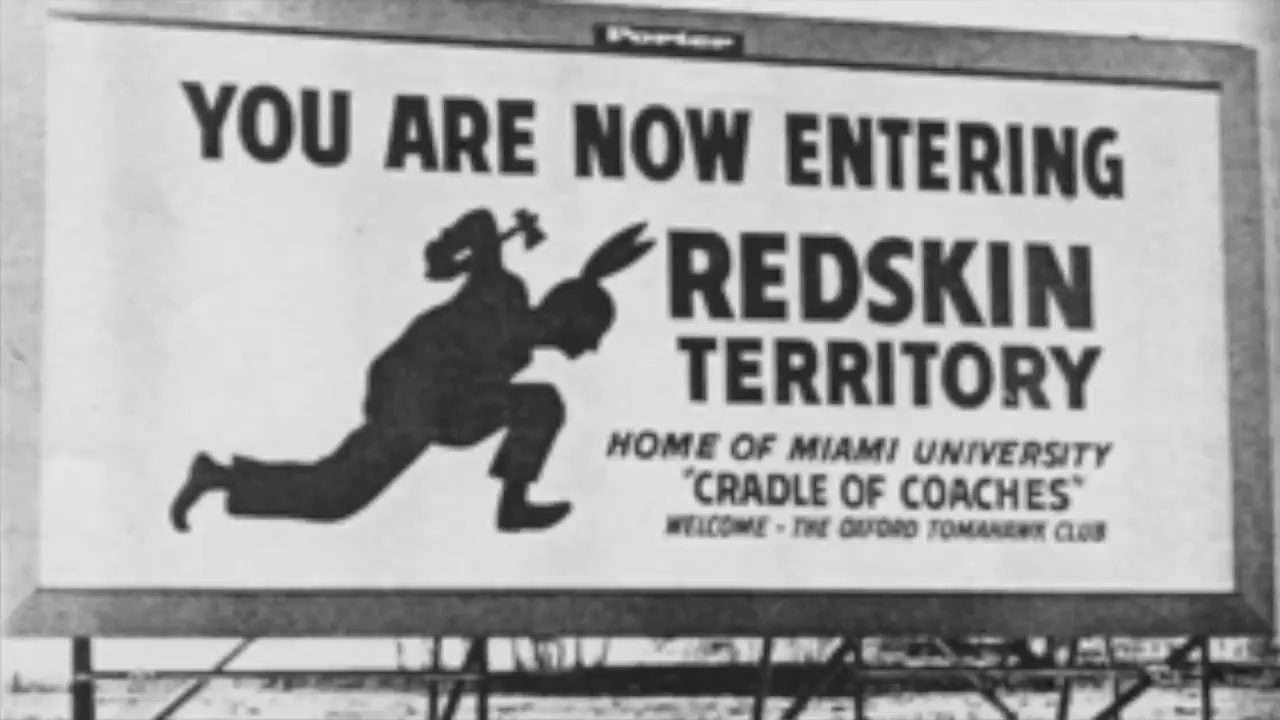 Porter
YOU ARE NOW ENTERING
REDSKIN
TERRITORY
HOME OF MIAMI UNIVERSITY
"CRADLE OF COACHES"
WELCOME - THE OXFORD TOMAHAWK CLUB